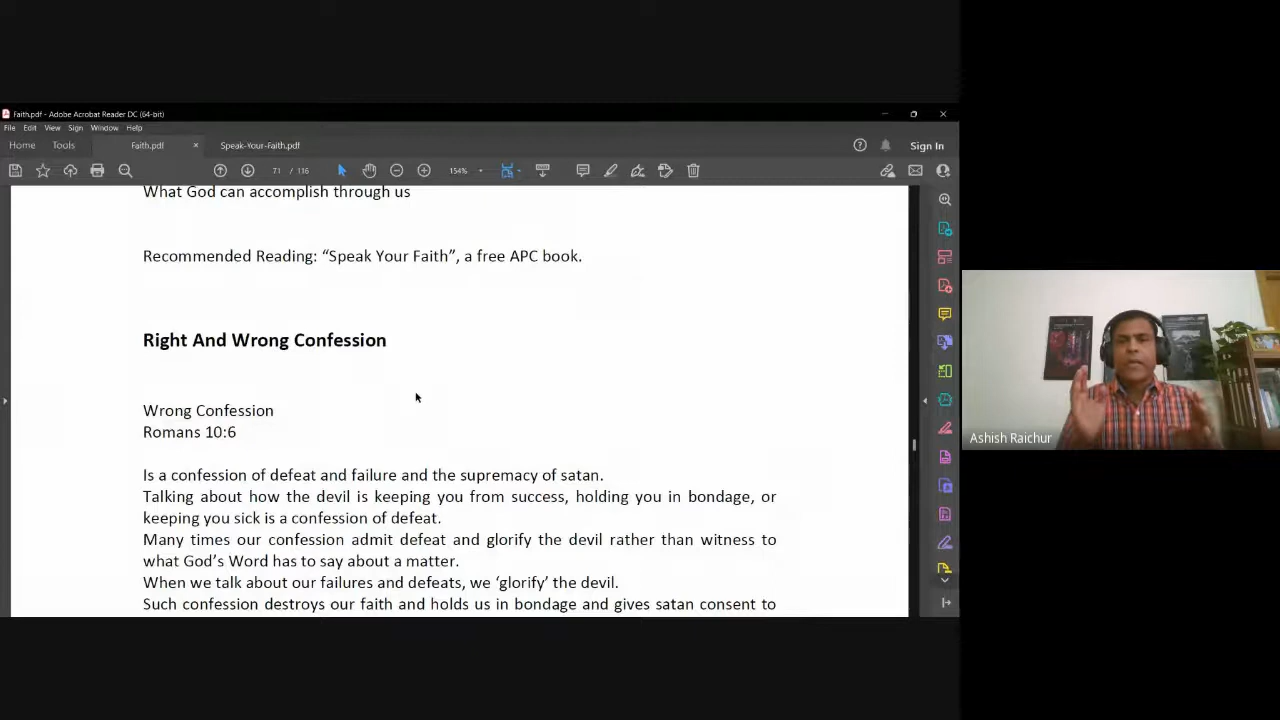 Faith.pdf - Adobe Acrobat Reader DC (64-bit)
File Edit View Sign Window Help
Home Tools Faith.pdf × Speak-Your-Faith.pdf Sign In
71 / 116 154%
What God can accomplish through us
Recommended Reading: “Speak Your Faith”, a free APC book.
Right And Wrong Confession
Wrong Confession
Romans 10:6
Is a confession of defeat and failure and the supremacy of satan.
Talking about how the devil is keeping you from success, holding you in bondage, or
keeping you sick is a confession of defeat.
Many times our confession admit defeat and glorify the devil rather than witness to
what God’s Word has to say about a matter.
When we talk about our failures and defeats, we ‘glorify’ the devil.
Such confession destroys our faith and holds us in bondage and gives satan consent to
Ashish Raichur